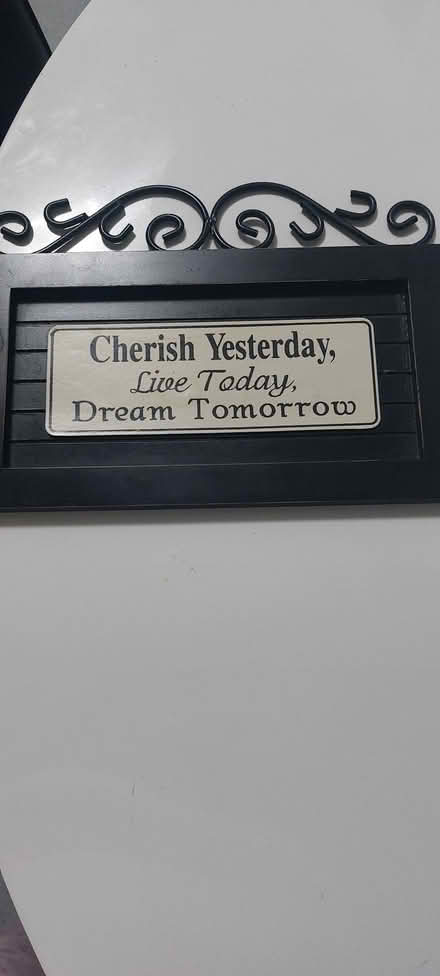 Cherish Yesterday,
Live Today,
Dream Tomorrow